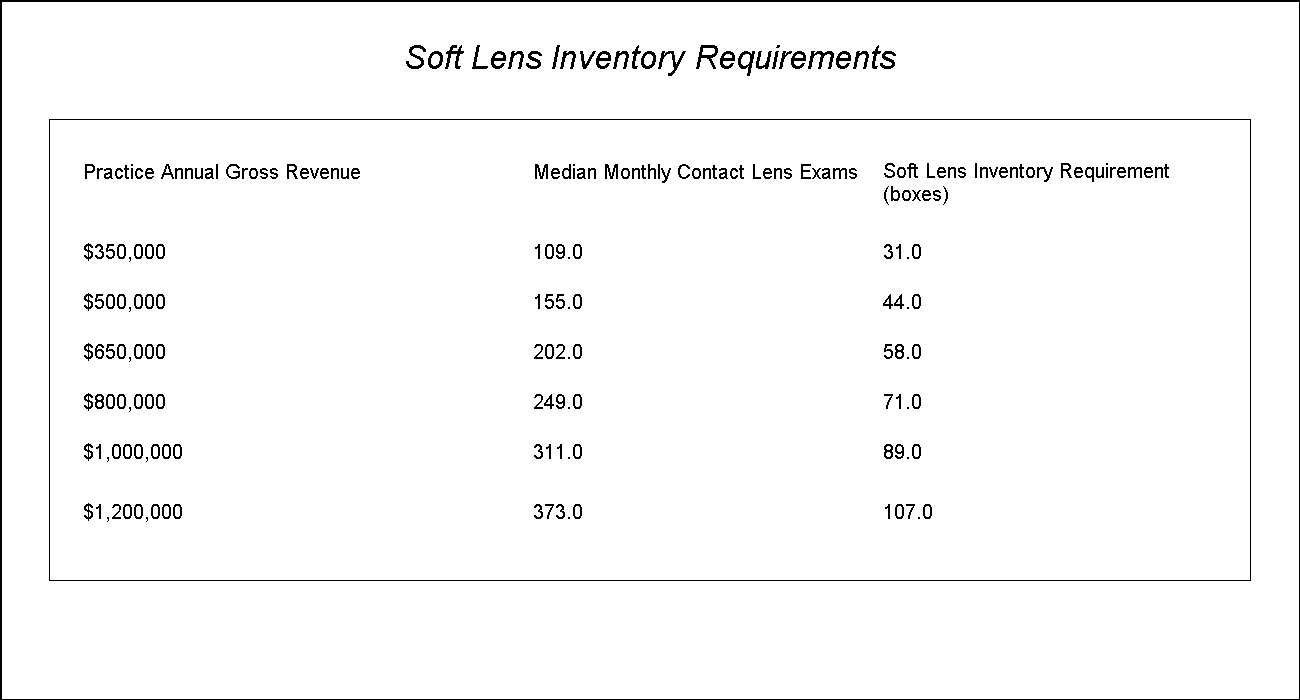 Soft Lens Inventory Requirements
Practice Annual Gross Revenue Median Monthly Contact Lens Exams Soft Lens Inventory Requirement
(boxes)
$350,000 109.0 31.0
$500,000 155.0 44.0
$650,000 202.0 58.0
$800,000 249.0 71.0
$1,000,000 311.0 89.0
$1,200,000 373.0 107.0